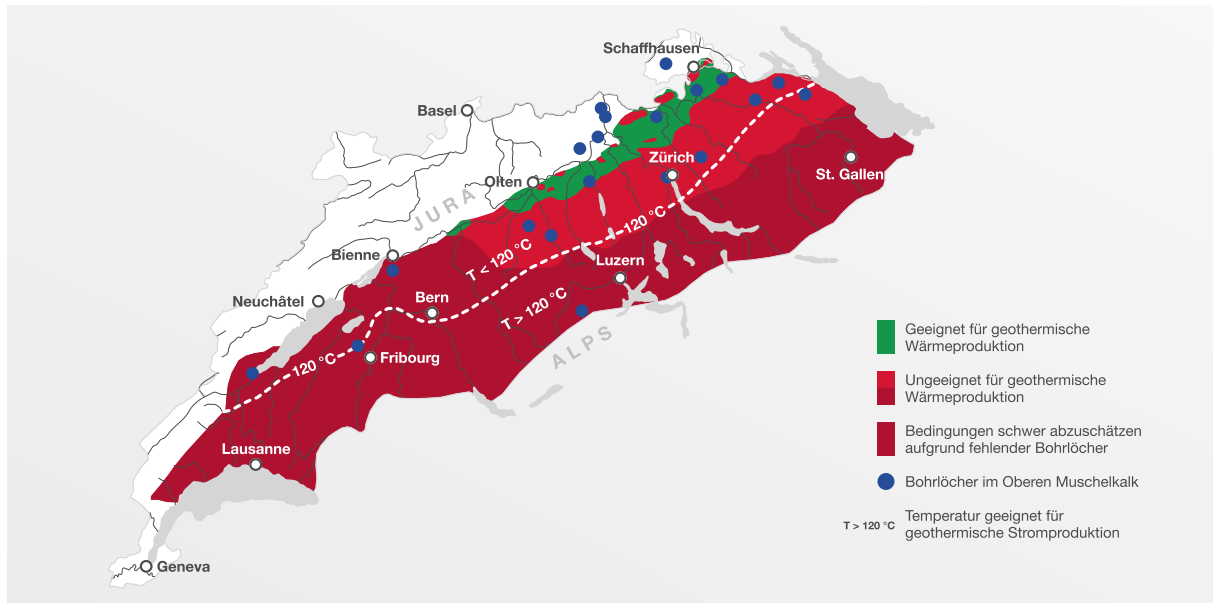 Schaffhausen
Basel
Zürich
St. Gallen
Olten
JURA
120 °C
T < 120 °C
Bienne
Luzern
Neuchâtel
Bern
T > 120 °C
ALPS
Fribourg
120 °C
Lausanne
Geneva
Geeignet für geothermische
Wärmeproduktion
Ungeeignet für geothermische
Wärmeproduktion
Bedingungen schwer abzuschätzen
aufgrund fehlender Bohrlöcher
Bohrlöcher im Oberen Muschelkalk
T > 120 °C
Temperatur geeignet für
geothermische Stromproduktion